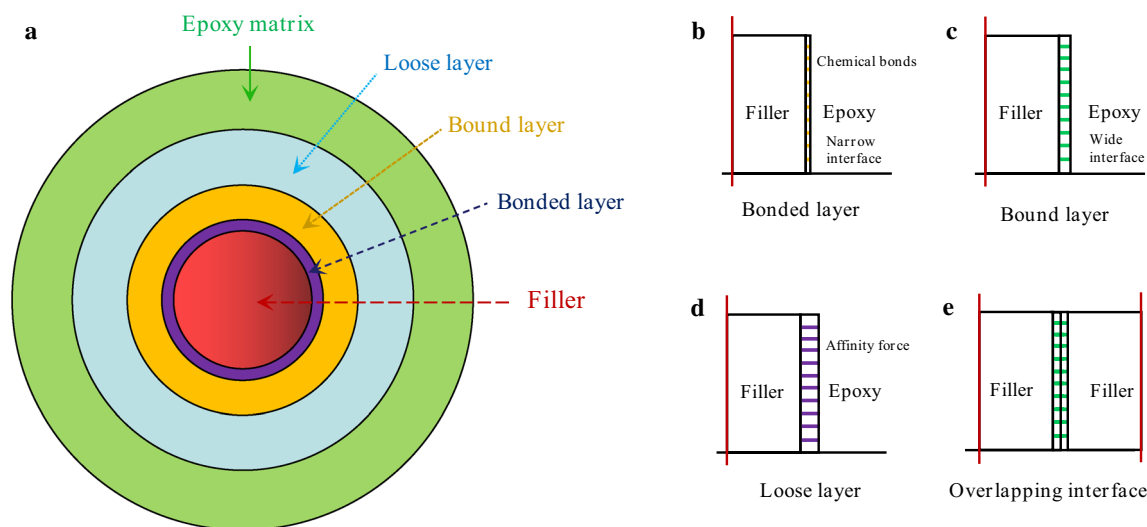 a
Epoxy matrix
Loose layer
Bound layer
Bonded layer
Filler
b
Chemical bonds
Filler
Epoxy
Narrow
interface
Bonded layer
c
Filler
Epoxy
Wide
interface
Bound layer
d
Affinity force
Filler
Epoxy
Loose layer
e
Filler
Filler
Overlapping interface